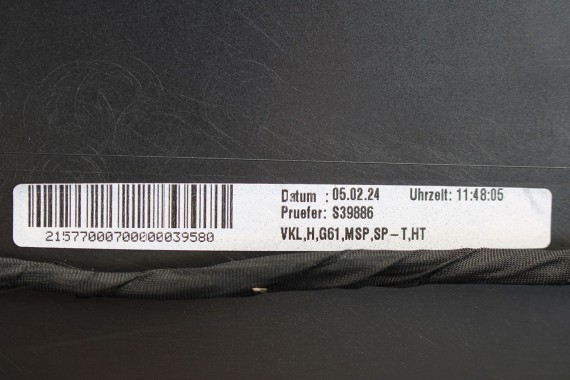 Datum : 05.02.24 Uhrzeit: 11:48:05
Pruefer: S39886
VKL,H,G61,MSP,SP-T,HT
21577000700000039580